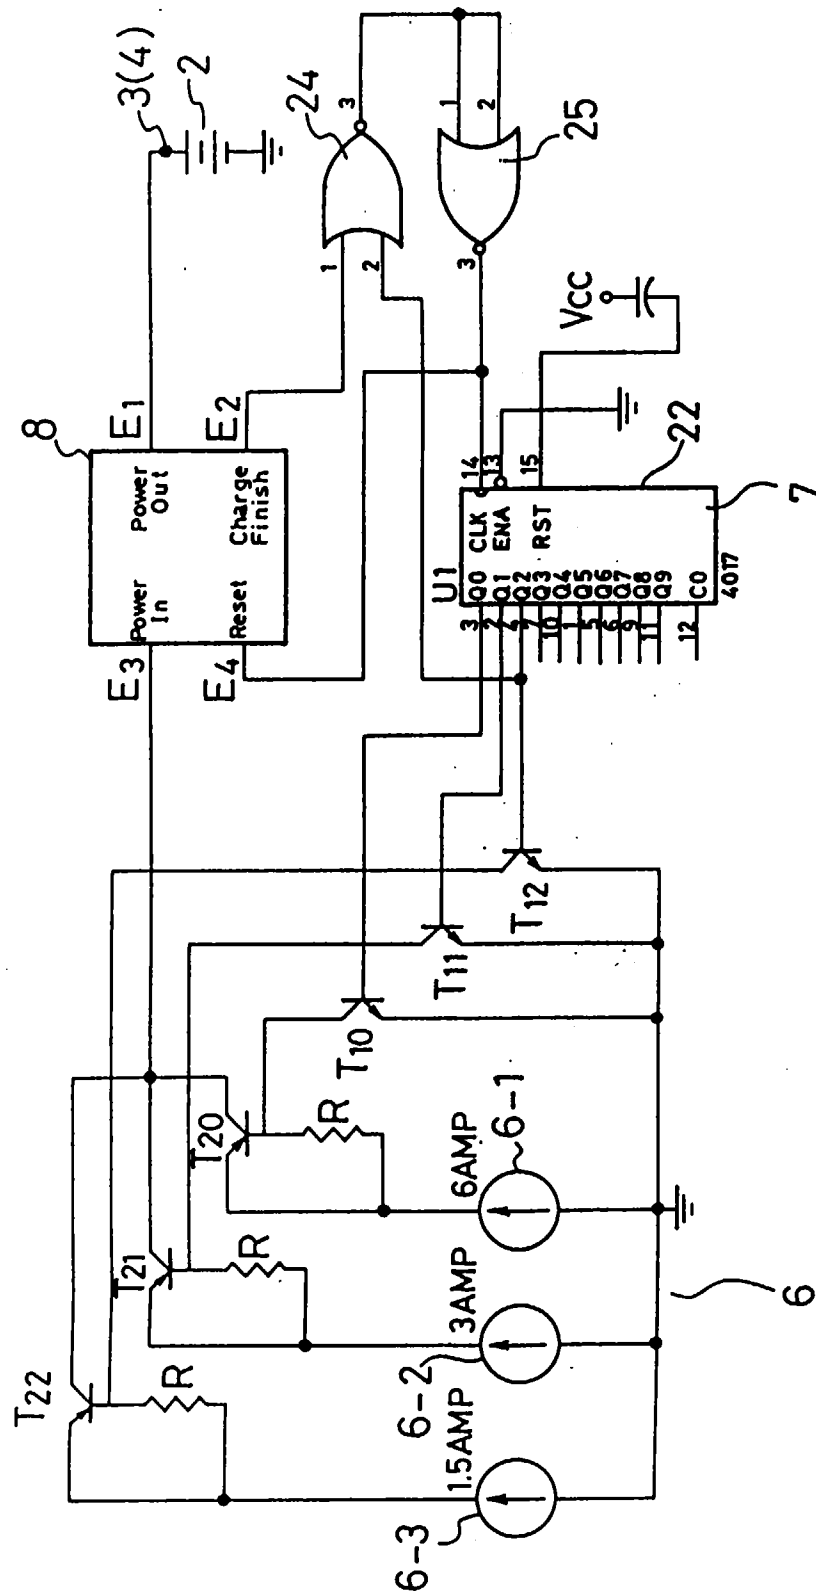 3(4)
2
24
3
1
2
25
1
2
3
8
E1
E2
E3
E4
Power Out
Charge Finish
Power In
Reset
VCC
22
7
U1
4017
14
13
15
CLK
ENA
RST
3
2
4
7
10
1
5
6
9
11
12
Q0
Q1
Q2
Q3
Q4
Q5
Q6
Q7
Q8
Q9
CO
T12
T11
T10
T20
T21
T22
R
R
R
6AMP
6-1
3AMP
6-2
1.5AMP
6-3
6